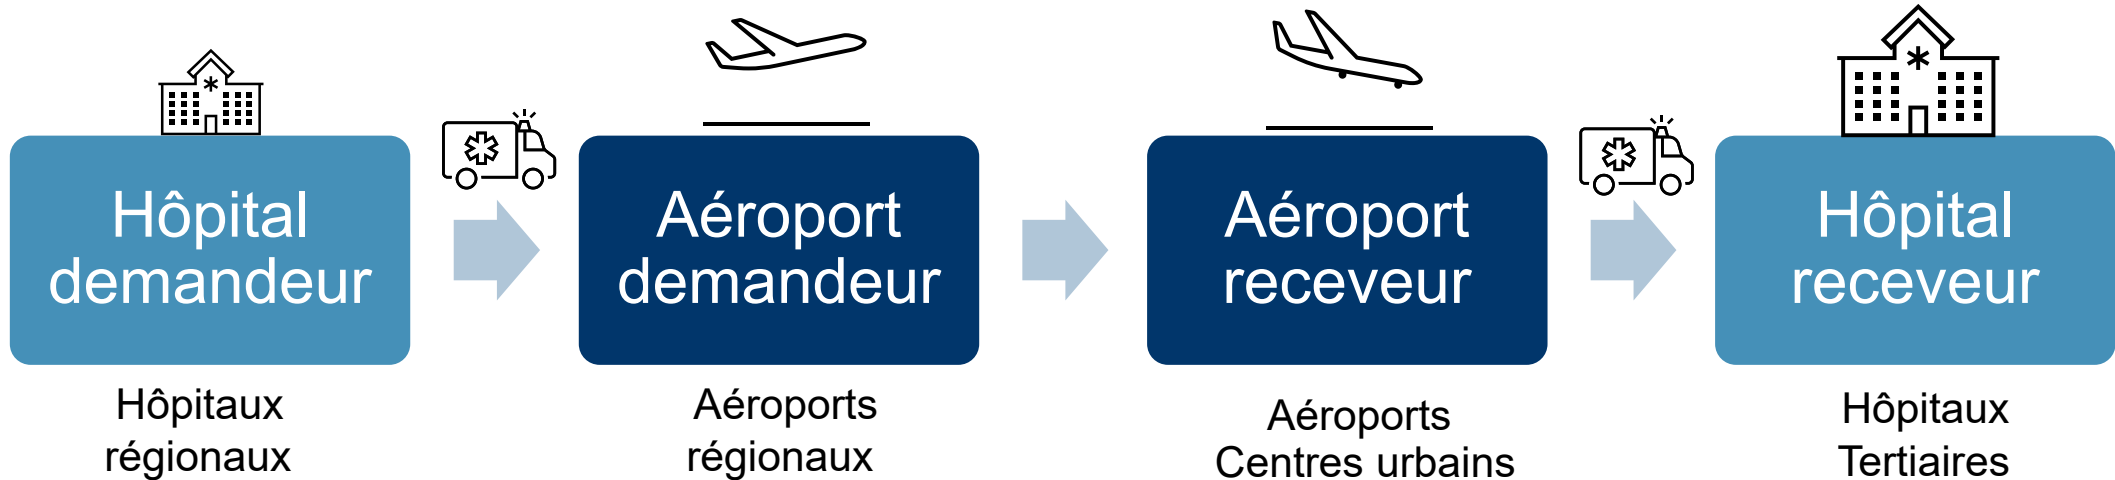 Hôpital
demandeur
Aéroport
demandeur
Aéroport
receveur
Hôpital
receveur
Hôpitaux
régionaux
Aéroports
régionaux
Aéroports
Centres urbains
Hôpitaux
Tertiaires